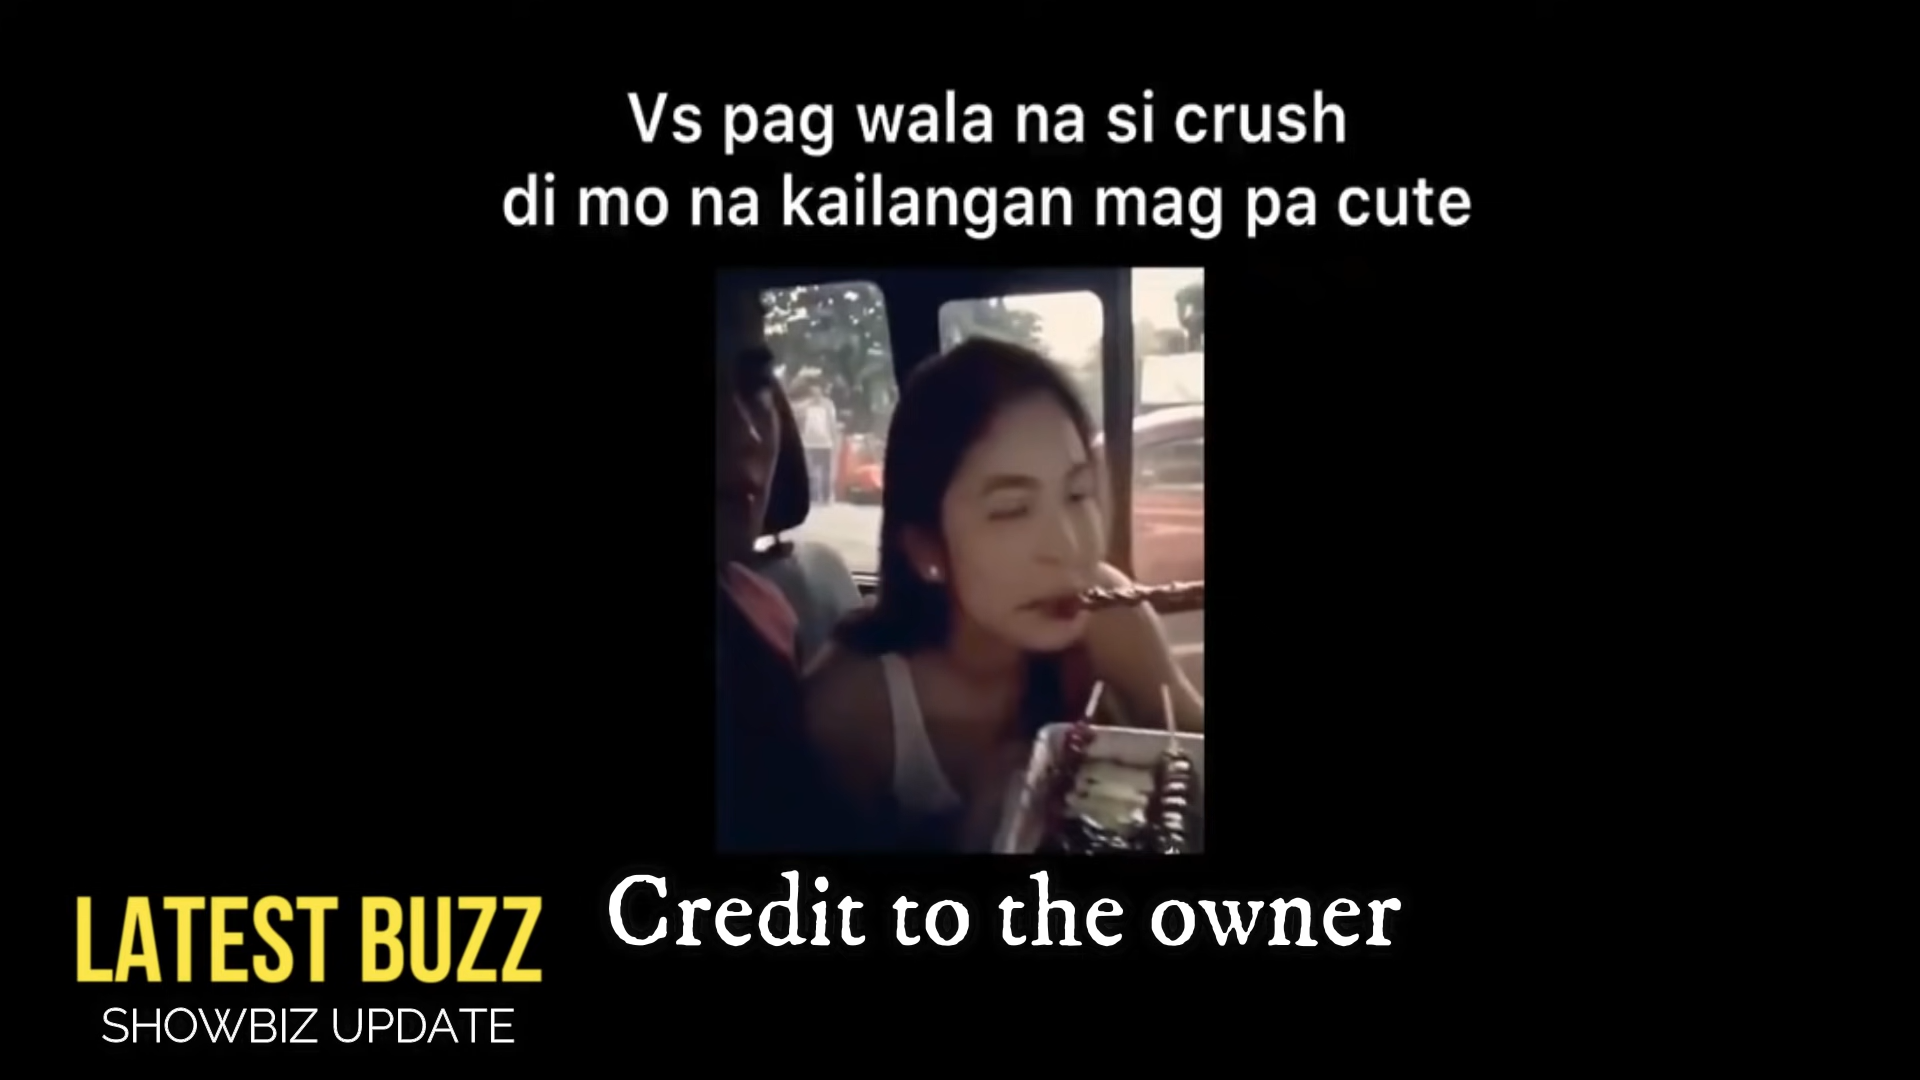 Vs pag wala na si crush
di mo na kailangan mag pa cute
Credit to the owner
LATEST BUZZ
SHOWBIZ UPDATE